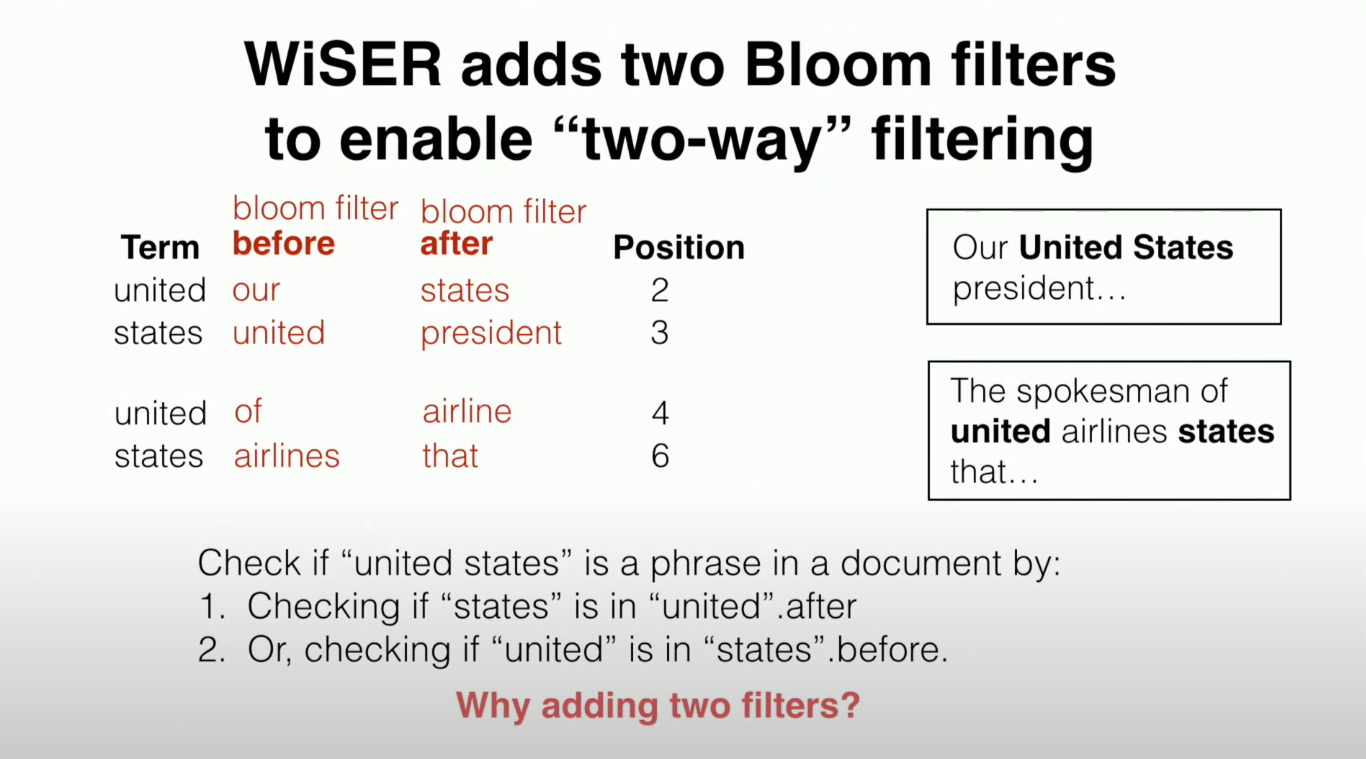 WiSER adds two Bloom filters
to enable “two-way” filtering
bloom filter bloom filter
Term before after Position
united our states 2
states united president 3
united of airline 4
states airlines that 6
Our United States
president…
The spokesman of
united airlines states
that…
Check if “united states” is a phrase in a document by:
1. Checking if “states” is in “united”.after
2. Or, checking if “united” is in “states”.before.
Why adding two filters?